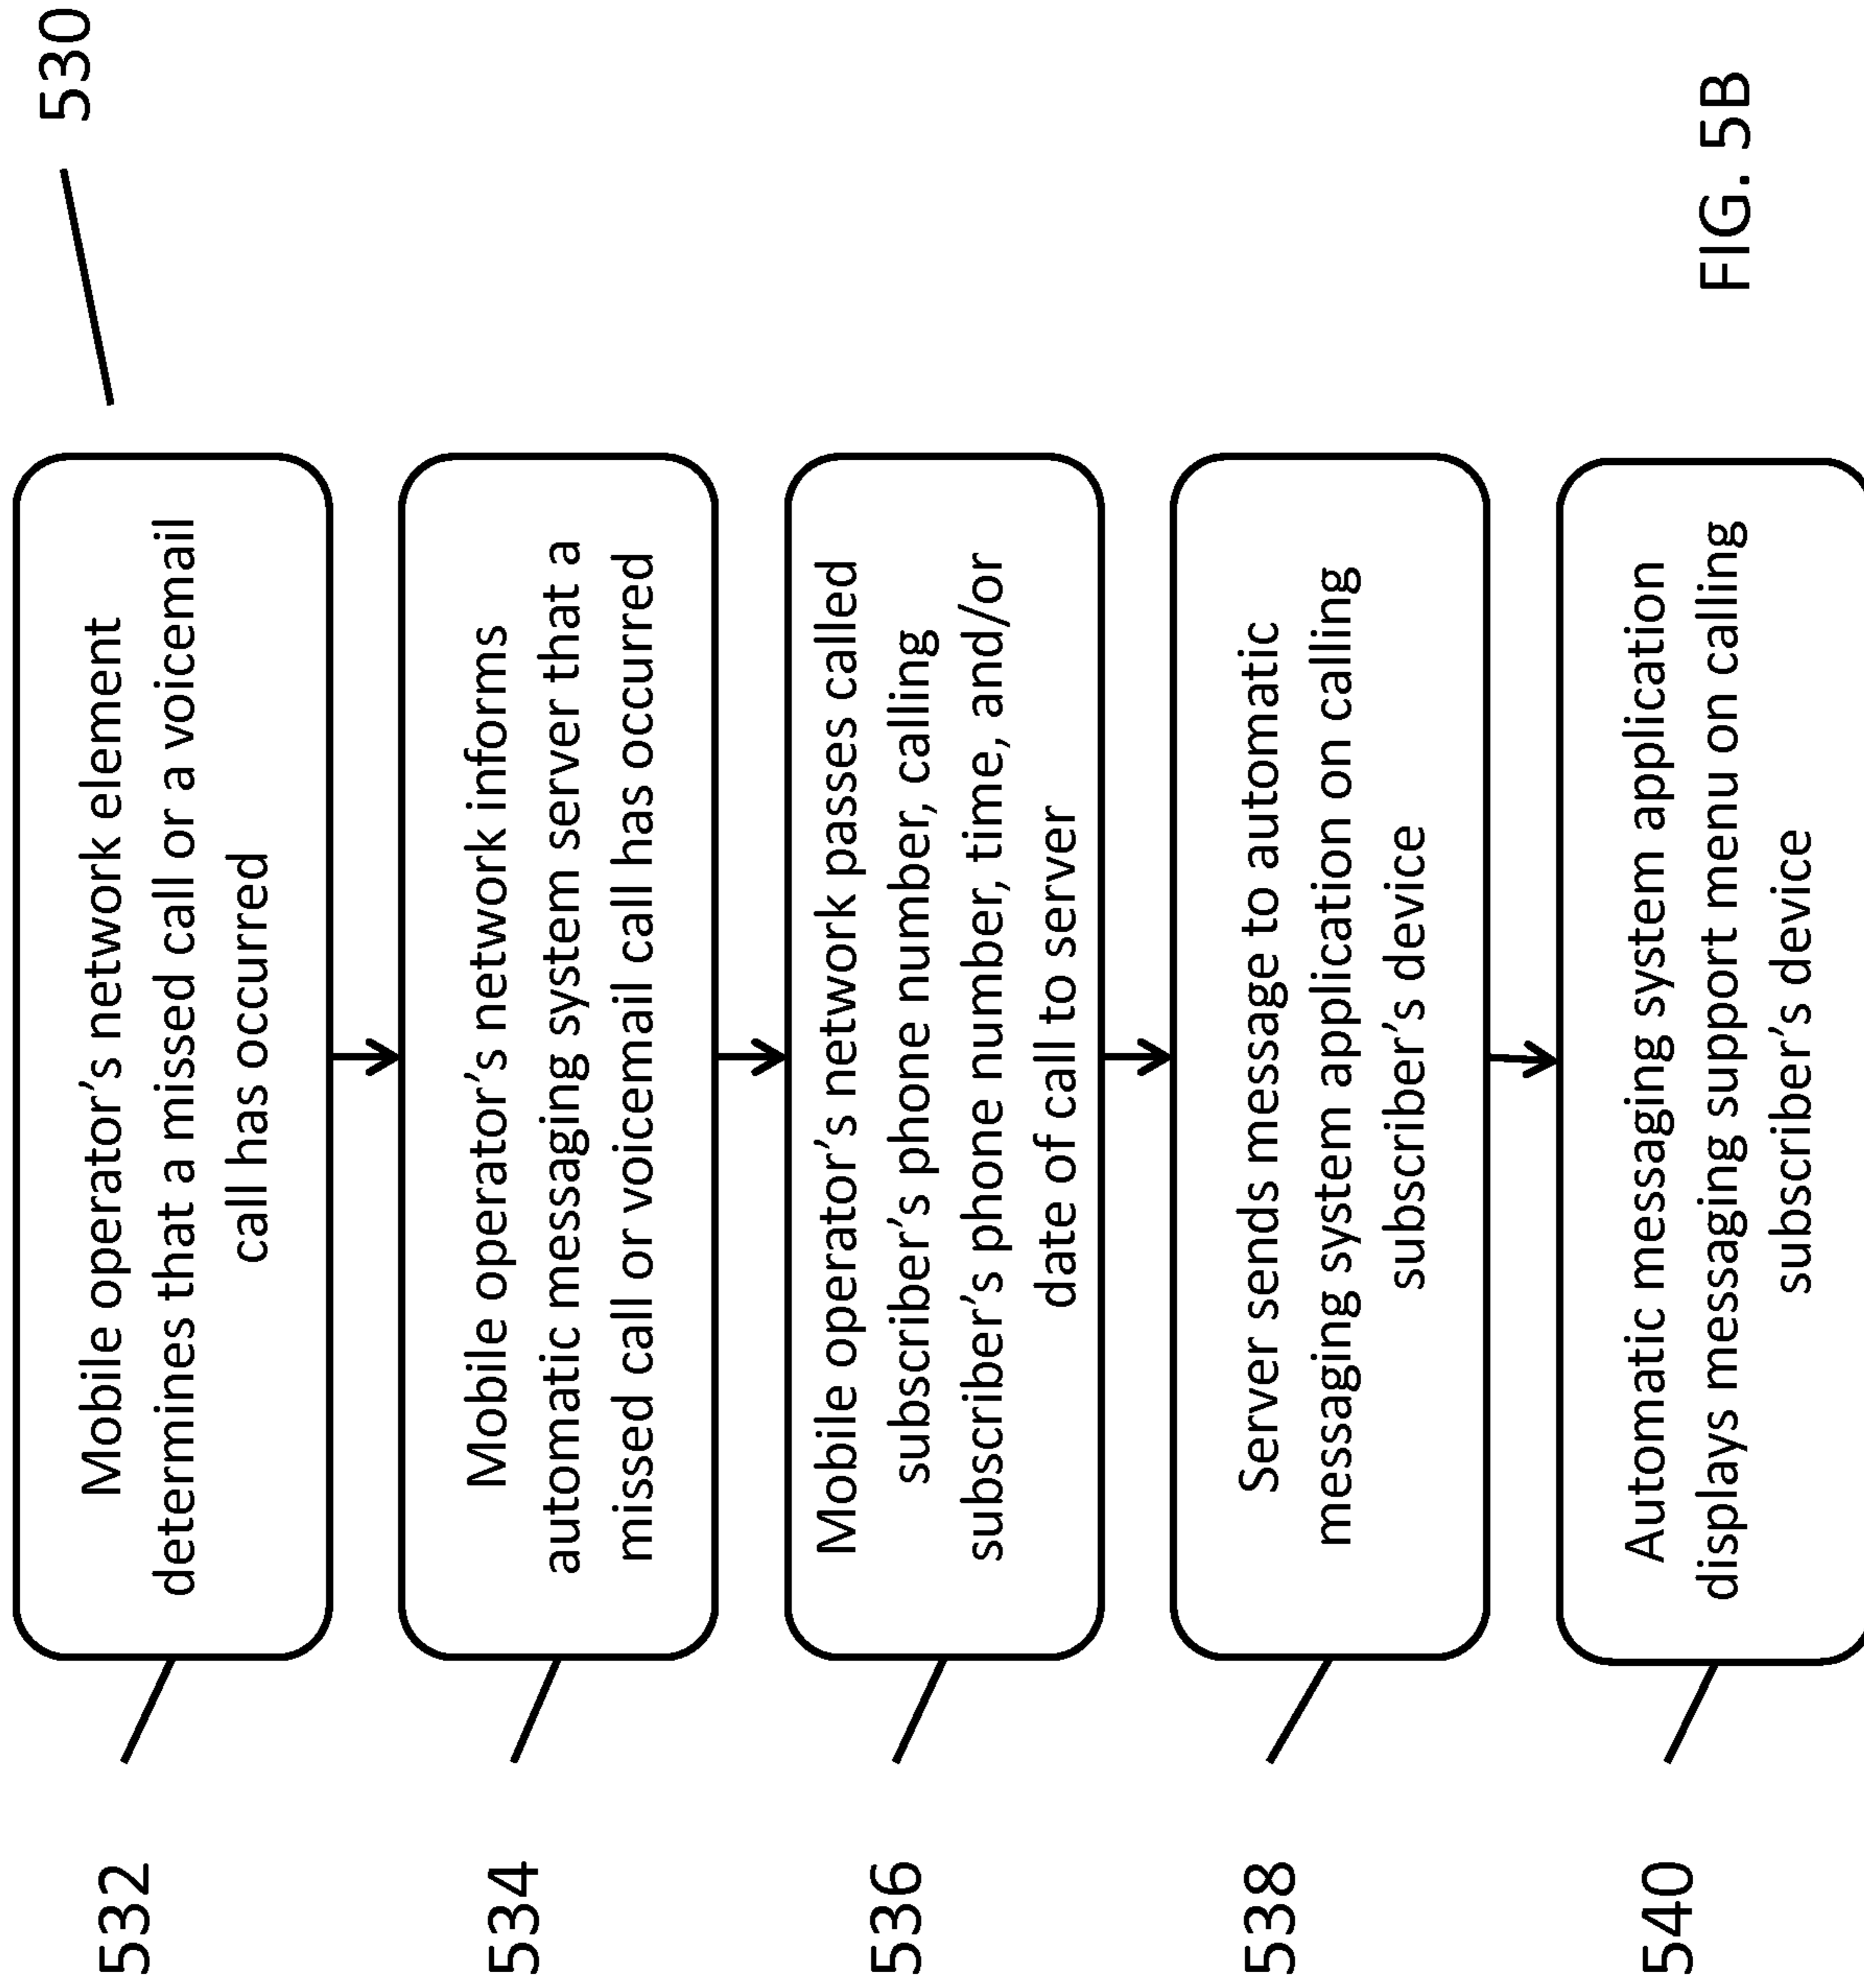 530
532
Mobile operator’s network element
determines that a missed call or a voicemail
call has occurred
534
Mobile operator’s network informs
automatic messaging system server that a
missed call or voicemail call has occurred
536
Mobile operator’s network passes called
subscriber’s phone number, calling
subscriber’s phone number, time, and/or
date of call to server
538
Server sends message to automatic
messaging system application on calling
subscriber’s device
540
Automatic messaging system application
displays messaging support menu on calling
subscriber’s device
FIG. 5B